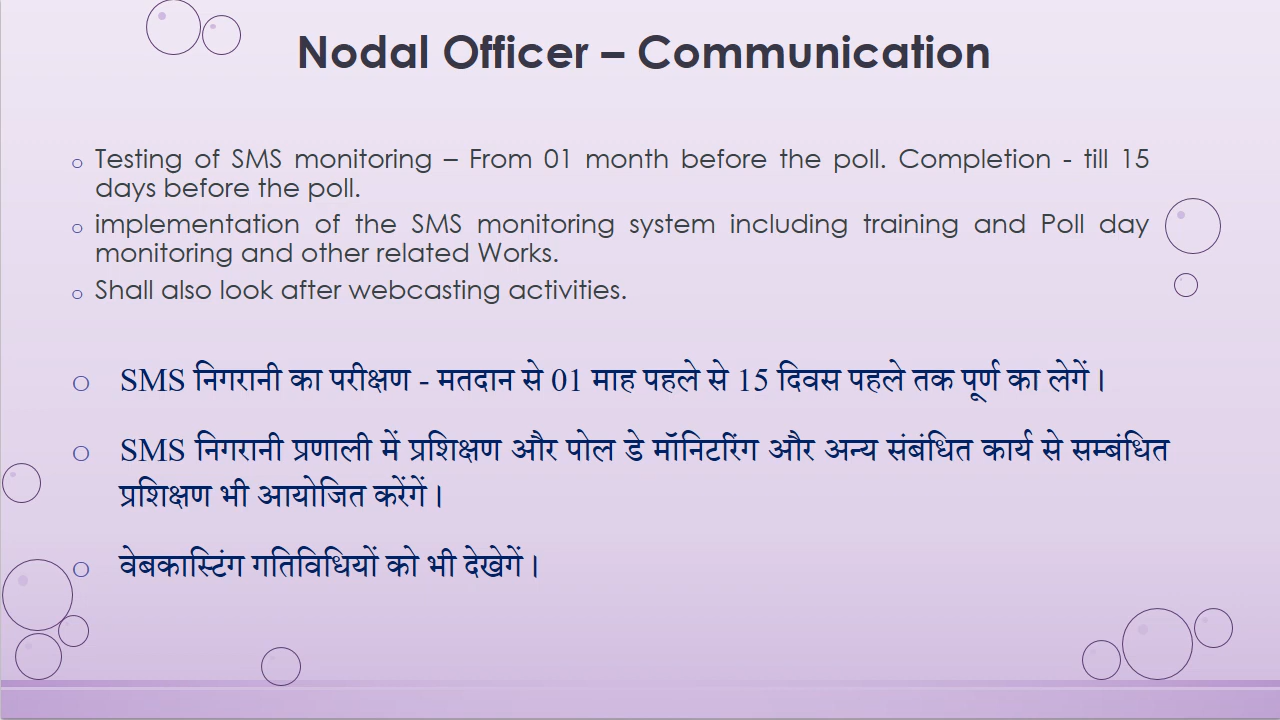 Nodal Officer – Communication
Testing of SMS monitoring – From 01 month before the poll. Completion - till 15
days before the poll.
implementation of the SMS monitoring system including training and Poll day
monitoring and other related Works.
Shall also look after webcasting activities.
SMS निगरानी का परीक्षण - मतदान से 01 माह पहले से 15 दिवस पहले तक पूर्ण का लेगें।
SMS निगरानी प्रणाली में प्रशिक्षण और पोल डे मॉनिटरिंग और अन्य संबंधित कार्य से सम्बंधित
प्रशिक्षण भी आयोजित करेंगें।
वेबकास्टिंग गतिविधियों को भी देखेगें।